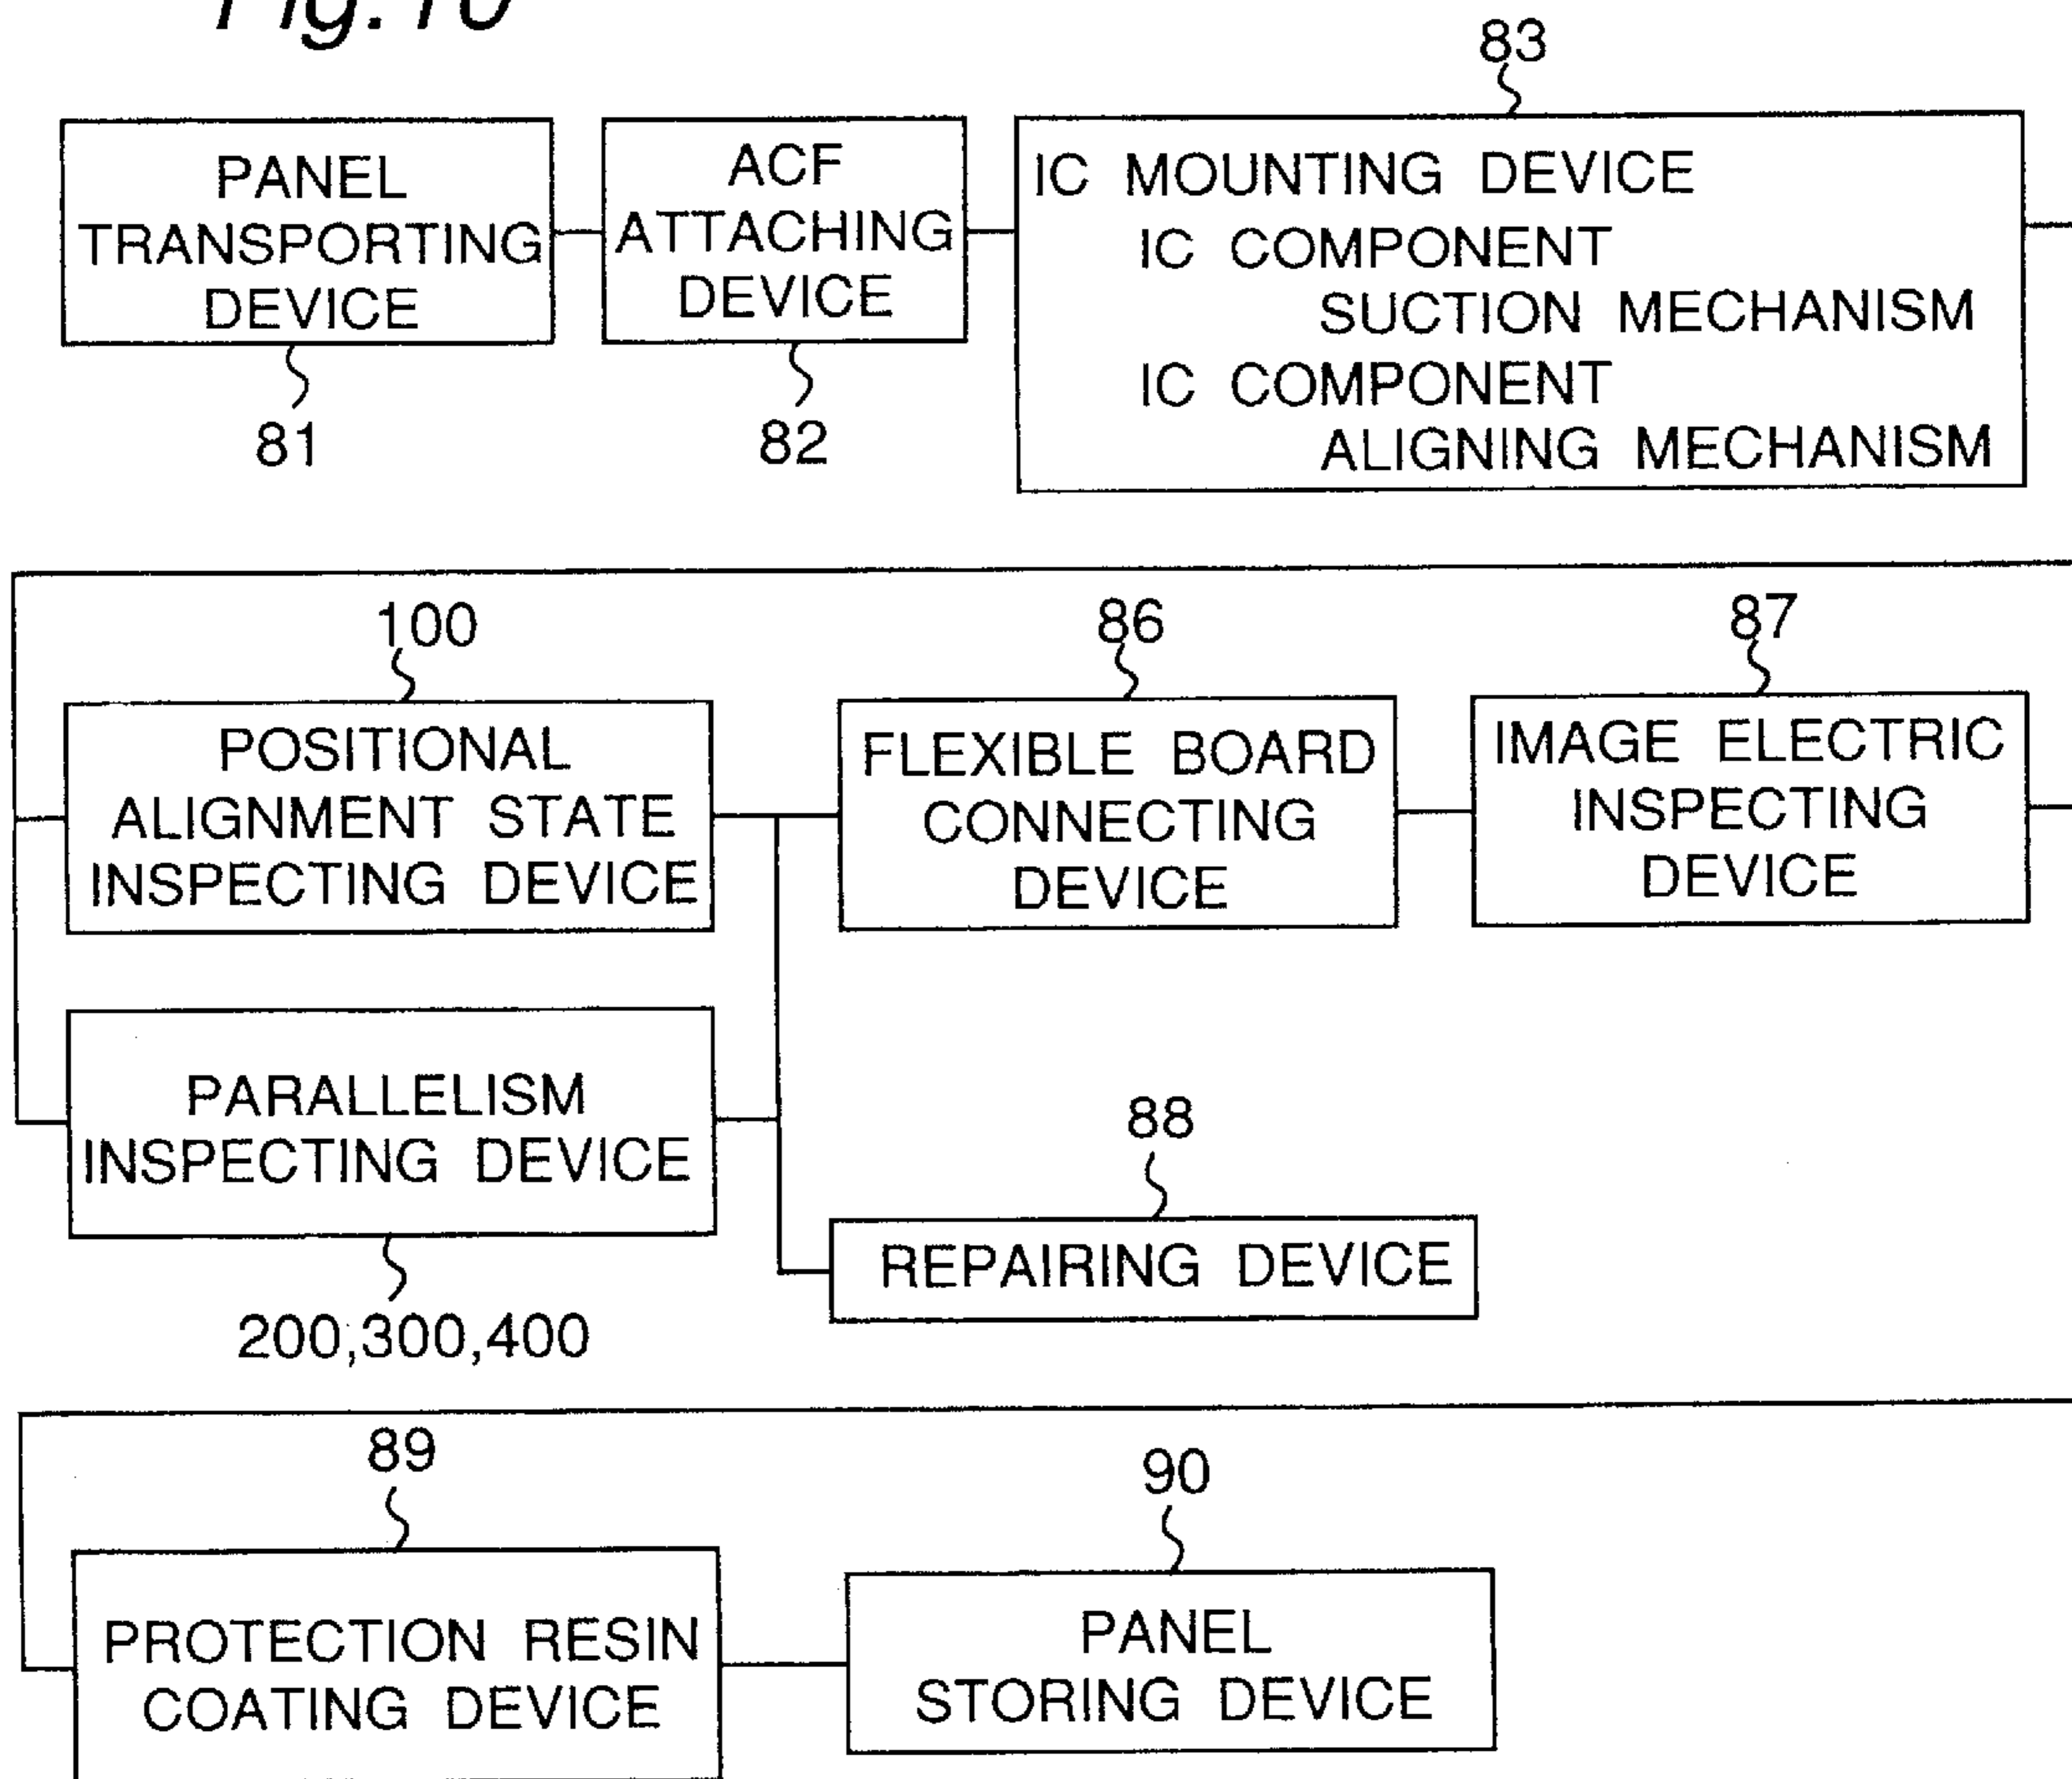 Fig.10
83
PANEL
TRANSPORTING
DEVICE
81
ACF
ATTACHING
DEVICE
82
IC MOUNTING DEVICE
IC COMPONENT
SUCTION MECHANISM
IC COMPONENT
ALIGNING MECHANISM
100
POSITIONAL
ALIGNMENT STATE
INSPECTING DEVICE
86
FLEXIBLE BOARD
CONNECTING
DEVICE
87
IMAGE ELECTRIC
INSPECTING
DEVICE
PARALLELISM
INSPECTING DEVICE
200,300,400
88
REPAIRING DEVICE
89
PROTECTION RESIN
COATING DEVICE
90
PANEL
STORING DEVICE